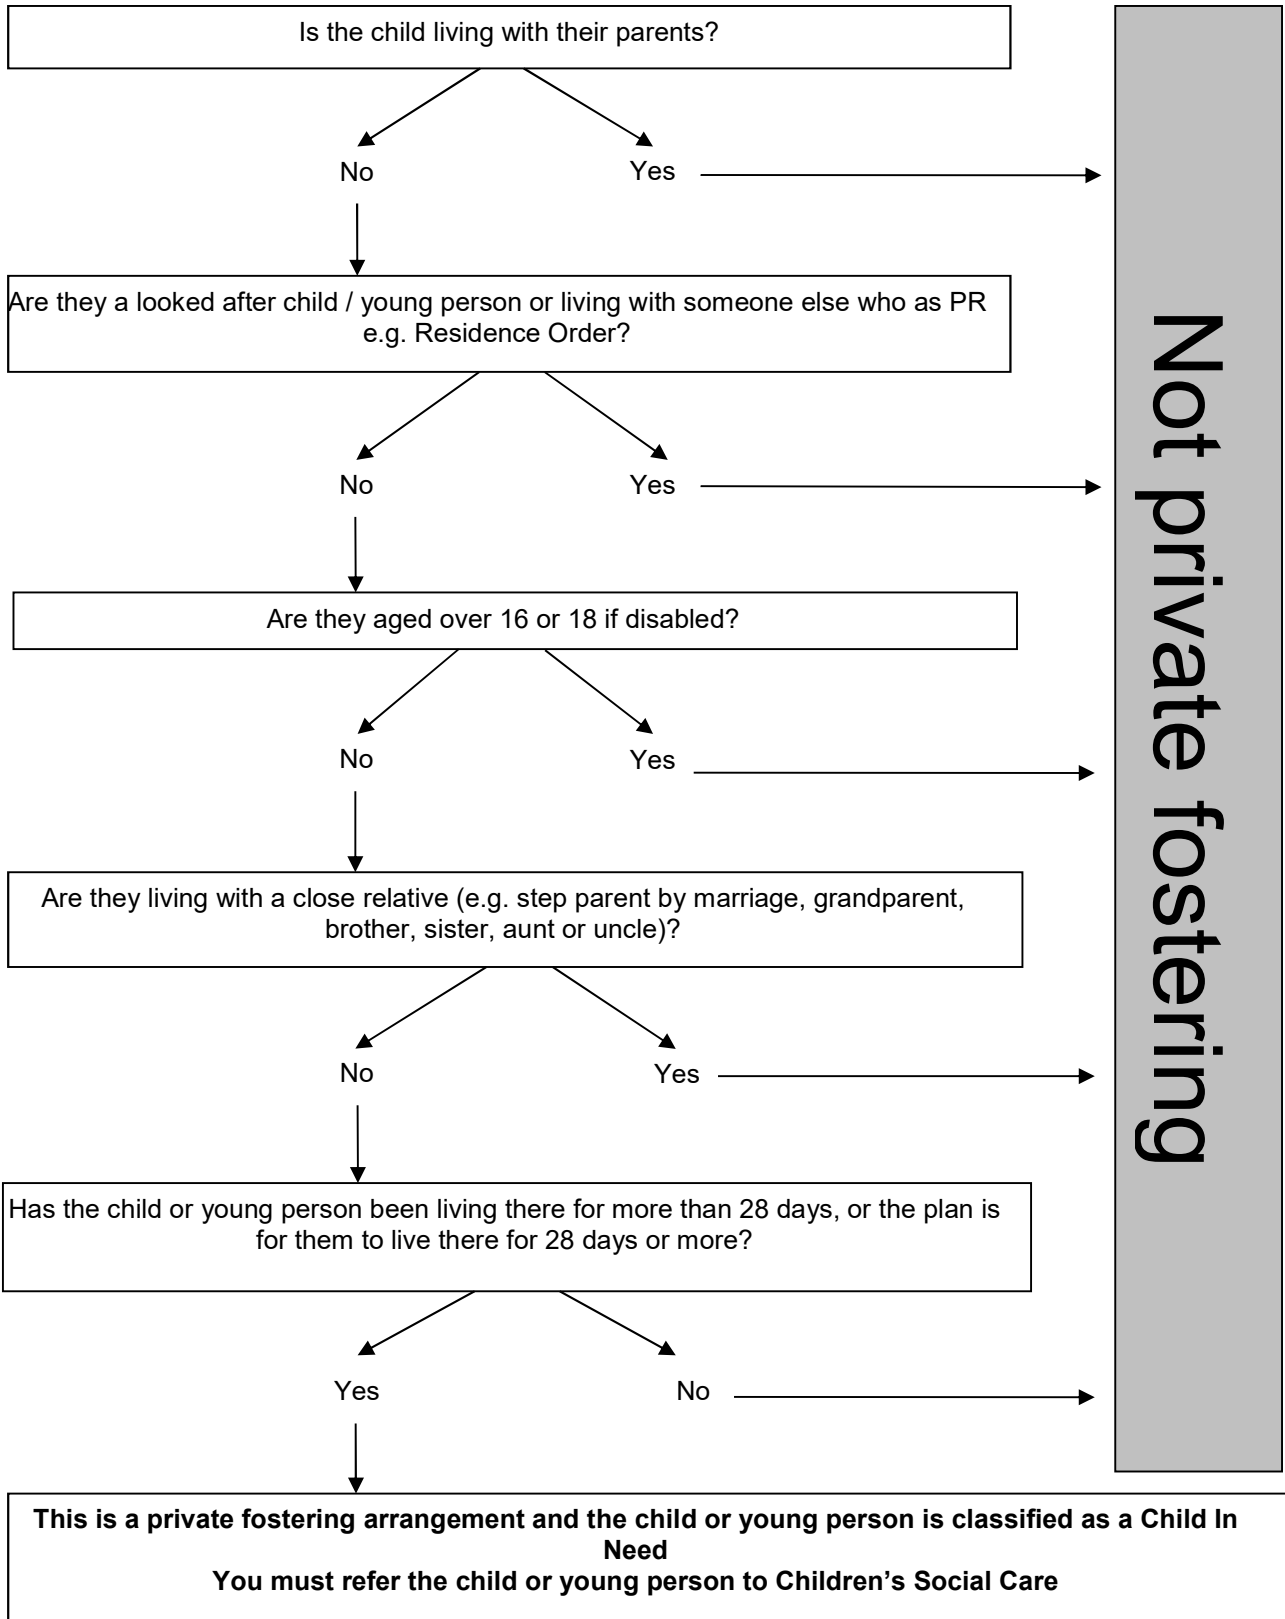 Is the child living with their parents?
No
Yes
Are they a looked after child / young person or living with someone else who as PR
e.g. Residence Order?
No
Yes
Are they aged over 16 or 18 if disabled?
No
Yes
Are they living with a close relative (e.g. step parent by marriage, grandparent,
brother, sister, aunt or uncle)?
No
Yes
Has the child or young person been living there for more than 28 days, or the plan is
for them to live there for 28 days or more?
Yes
No
This is a private fostering arrangement and the child or young person is classified as a Child In
Need
You must refer the child or young person to Children’s Social Care
Not private fostering